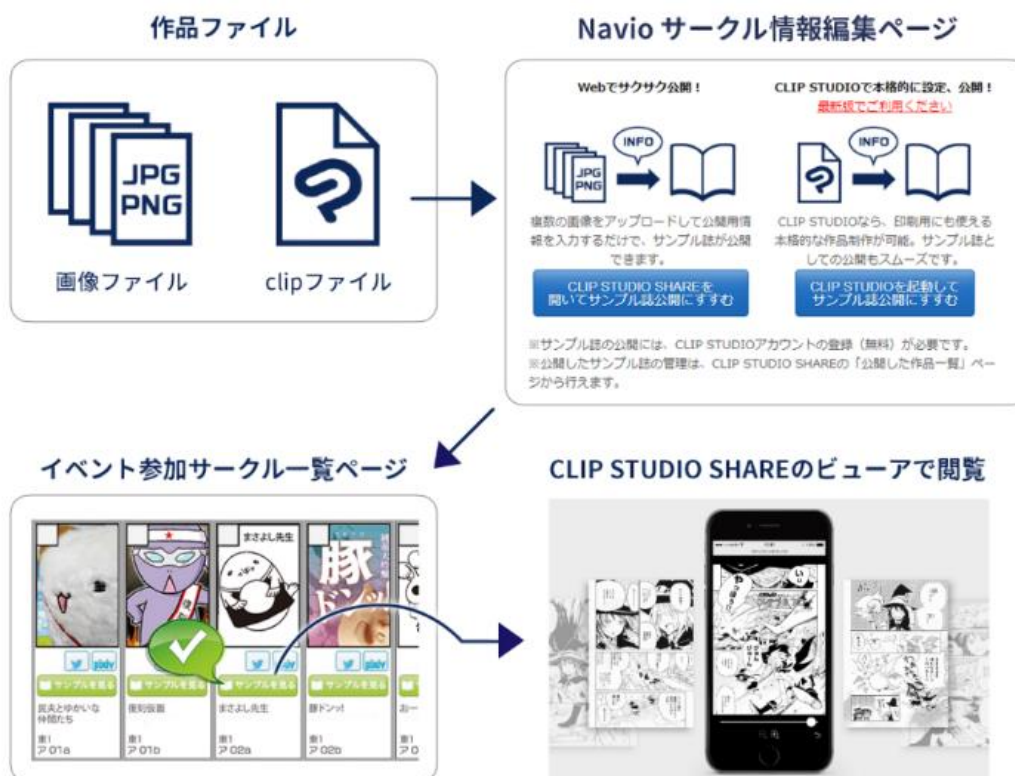 作品ファイル
JPG
PNG
画像ファイル
clipファイル
Navio サークル情報編集ページ
Webでサクサク公開！
INFO
JPG
PNG
複数の画像をアップロードして公開用情
報を入力するだけで、サンプル誌が公開
できます。
CLIP STUDIO SHAREを
開いてサンプル誌公開にすすむ
CLIP STUDIOで本格的に設定、公開！
最新版でご利用ください
INFO
CLIP STUDIOなら、印刷用にも使える
本格的な作品制作が可能。サンプル誌と
しての公開もスムーズです。
CLIP STUDIOを起動して
サンプル誌公開にすすむ
※サンプル誌の公開には、CLIP STUDIOアカウントの登録（無料）が必要です。
※公開したサンプル誌の管理は、CLIP STUDIO SHAREの「公開した作品一覧」ペー
ジから行えます。
イベント参加サークル一覧ページ
サンプルを見る
東1
ア 01a
復刻仮面
東1
ア 01b
まさよし先生
pixiv
サンプルを見る
まさよし先生
東1
ア 02a
豚
ドンッ
pixiv
サンプルを見る
豚ドンっ!
東1
ア 02b
CLIP STUDIO SHAREのビューアで閲覧